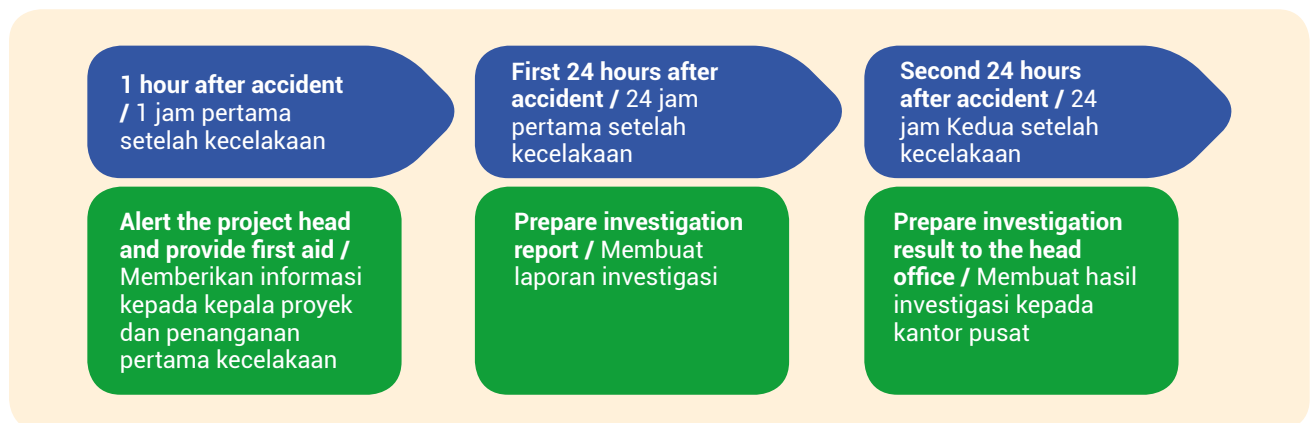 1 hour after accident
/ 1 jam pertama
setelah kecelakaan
Alert the project head
and provide first aid /
Memberikan informasi
kepada kepala proyek
dan penanganan
pertama kecelakaan
First 24 hours after
accident / 24 jam
pertama setelah
kecelakaan
Prepare investigation
report / Membuat
laporan investigasi
Second 24 hours
after accident / 24
jam Kedua setelah
kecelakaan
Prepare investigation
result to the head
office / Membuat hasil
investigasi kepada
kantor pusat